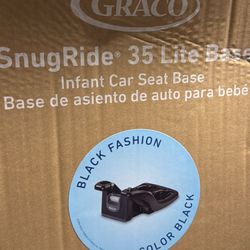 GRACO
SnugRide® 35 Lite Base
Infant Car Seat Base
Base de asiento de auto para bebé
BLACK FASHION
COLOR BLACK